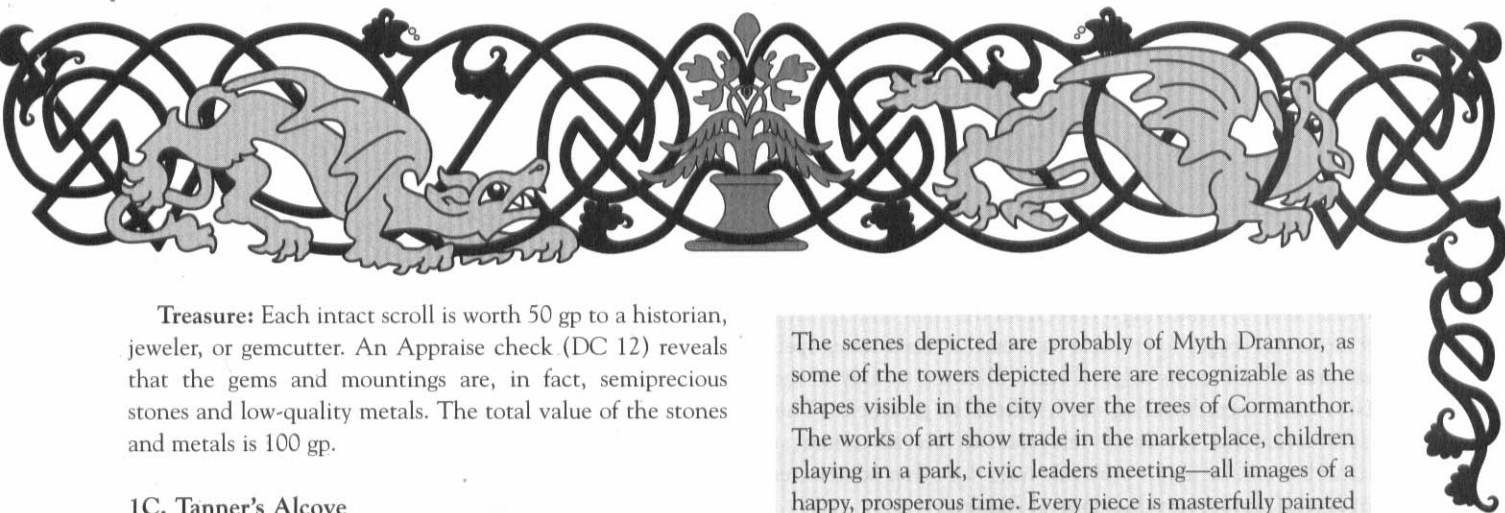 Treasure: Each intact scroll is worth 50 gp to a historian,
jeweler, or gemcutter. An Appraise check (DC 12) reveals
that the gems and mountings are, in fact, semiprecious
stones and low-quality metals. The total value of the stones
and metals is 100 gp.
1C. Tanner's Alcove
The scenes depicted are probably of Myth Drannor, as
some of the towers depicted here are recognizable as the
shapes visible in the city over the trees of Cormanthor.
The works of art show trade in the marketplace, children
playing in a park, civic leaders meeting—all images of a
happy, prosperous time. Every piece is masterfully painted